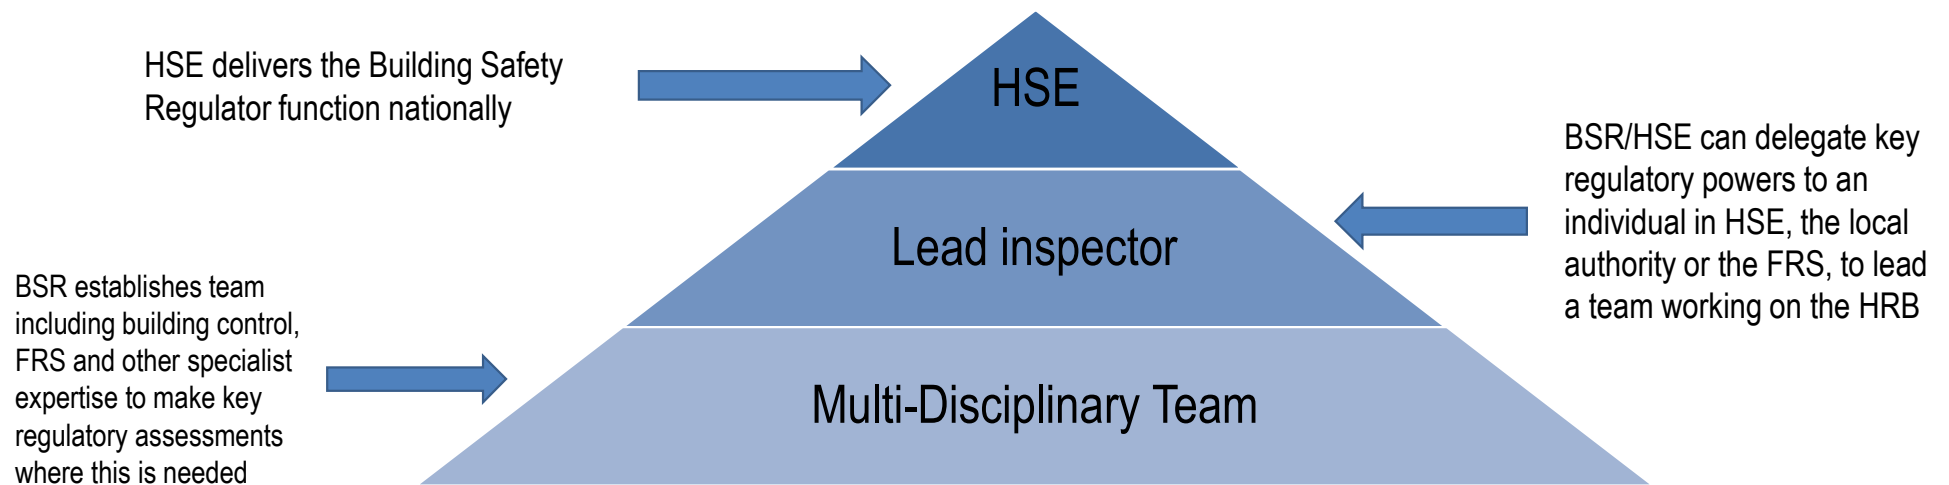 HSE delivers the Building Safety
Regulator function nationally
HSE
BSR/HSE can delegate key
regulatory powers to an
individual in HSE, the local
authority or the FRS, to lead
a team working on the HRB
Lead inspector
BSR establishes team
including building control,
FRS and other specialist
expertise to make key
regulatory assessments
where this is needed
Multi-Disciplinary Team